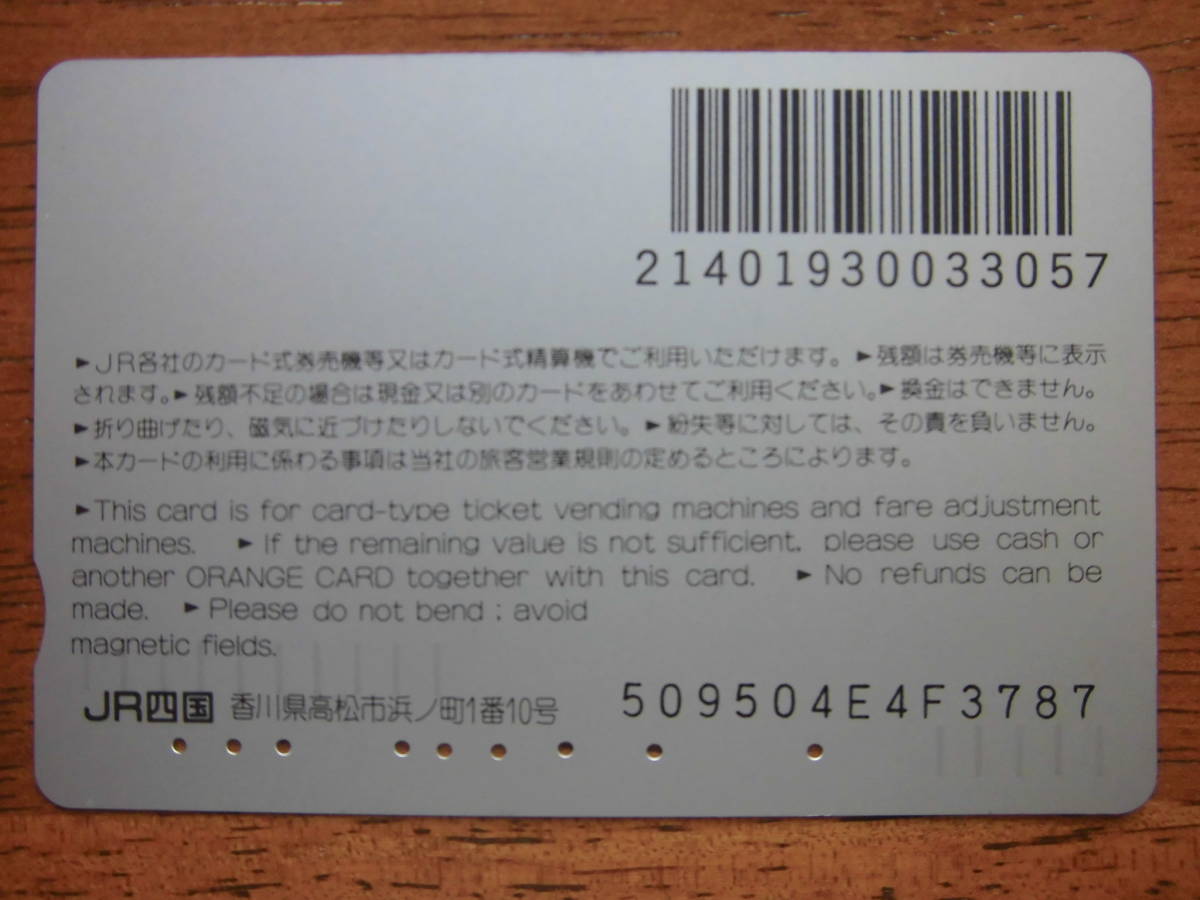 21401930033057
►JR各社のカード式券売機等又はカード式精算機でご利用いただけます。►残額は券売機等に表示
されます。►残額不足の場合は現金又は別のカードをあわせてご利用ください。►換金はできません。
►折り曲げたり、磁気に近づけたりしないでください。►紛失等に対しては、その責を負いません。
►本カードの利用に係わる事項は当社の旅客営業規則の定めるところによります。
►This card is for card-type ticket vending machines and fare adjustment
machines. ►If the remaining value is not sufficient, please use cash or
another ORANGE CARD together with this card. ►No refunds can be
made. ►Please do not bend; avoid
magnetic fields.
JR四国 香川県高松市浜ノ町1番10号 509504E4F3787